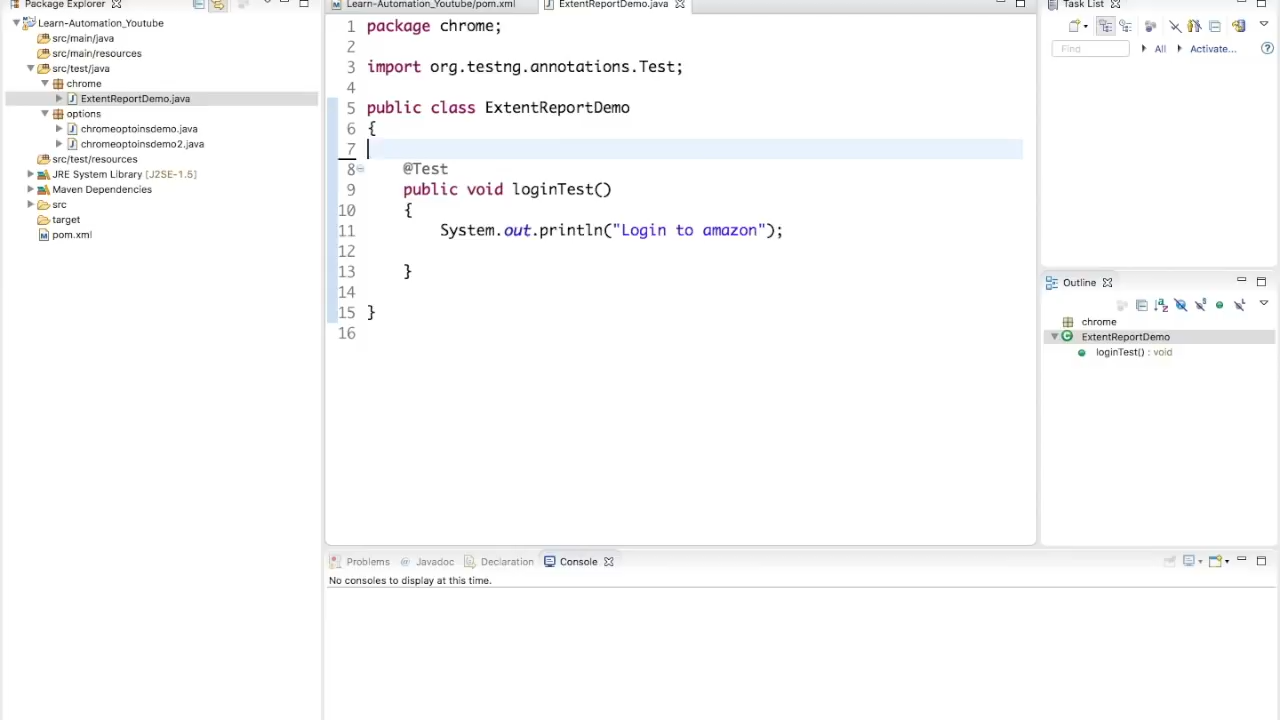 Package Explorer
Learn-Automation_Youtube
src/main/java
src/main/resources
src/test/java
chrome
ExtentReportDemo.java
options
chromeoptoinsdemo.java
chromeoptoinsdemo2.java
src/test/resources
JRE System Library [J2SE-1.5]
Maven Dependencies
src
target
pom.xml
Learn-Automation_Youtube/pom.xml
ExtentReportDemo.java
1 package chrome;
2
3 import org.testng.annotations.Test;
4
5 public class ExtentReportDemo
6 {
7
8 @Test
9 public void loginTest()
10 {
11 System.out.println("Login to amazon");
12
13 }
14
15 }
16
Problems
@ Javadoc
Declaration
Console
No consoles to display at this time.
Task List
Find
All
Activate...
Outline
chrome
ExtentReportDemo
loginTest() : void